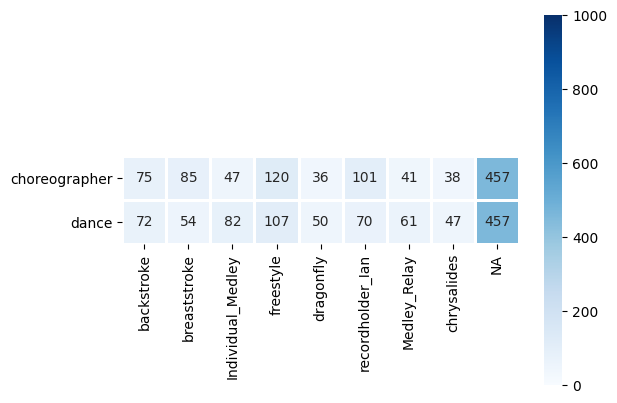 1000
800
600
400
200
0
choreographer 75 85 47 120 36 101 41 38 457
dance 72 54 82 107 50 70 61 47 457
backstroke breaststroke Individual_Medley freestyle dragonfly recordholder_Ian Medley_Relay chrysalides NA